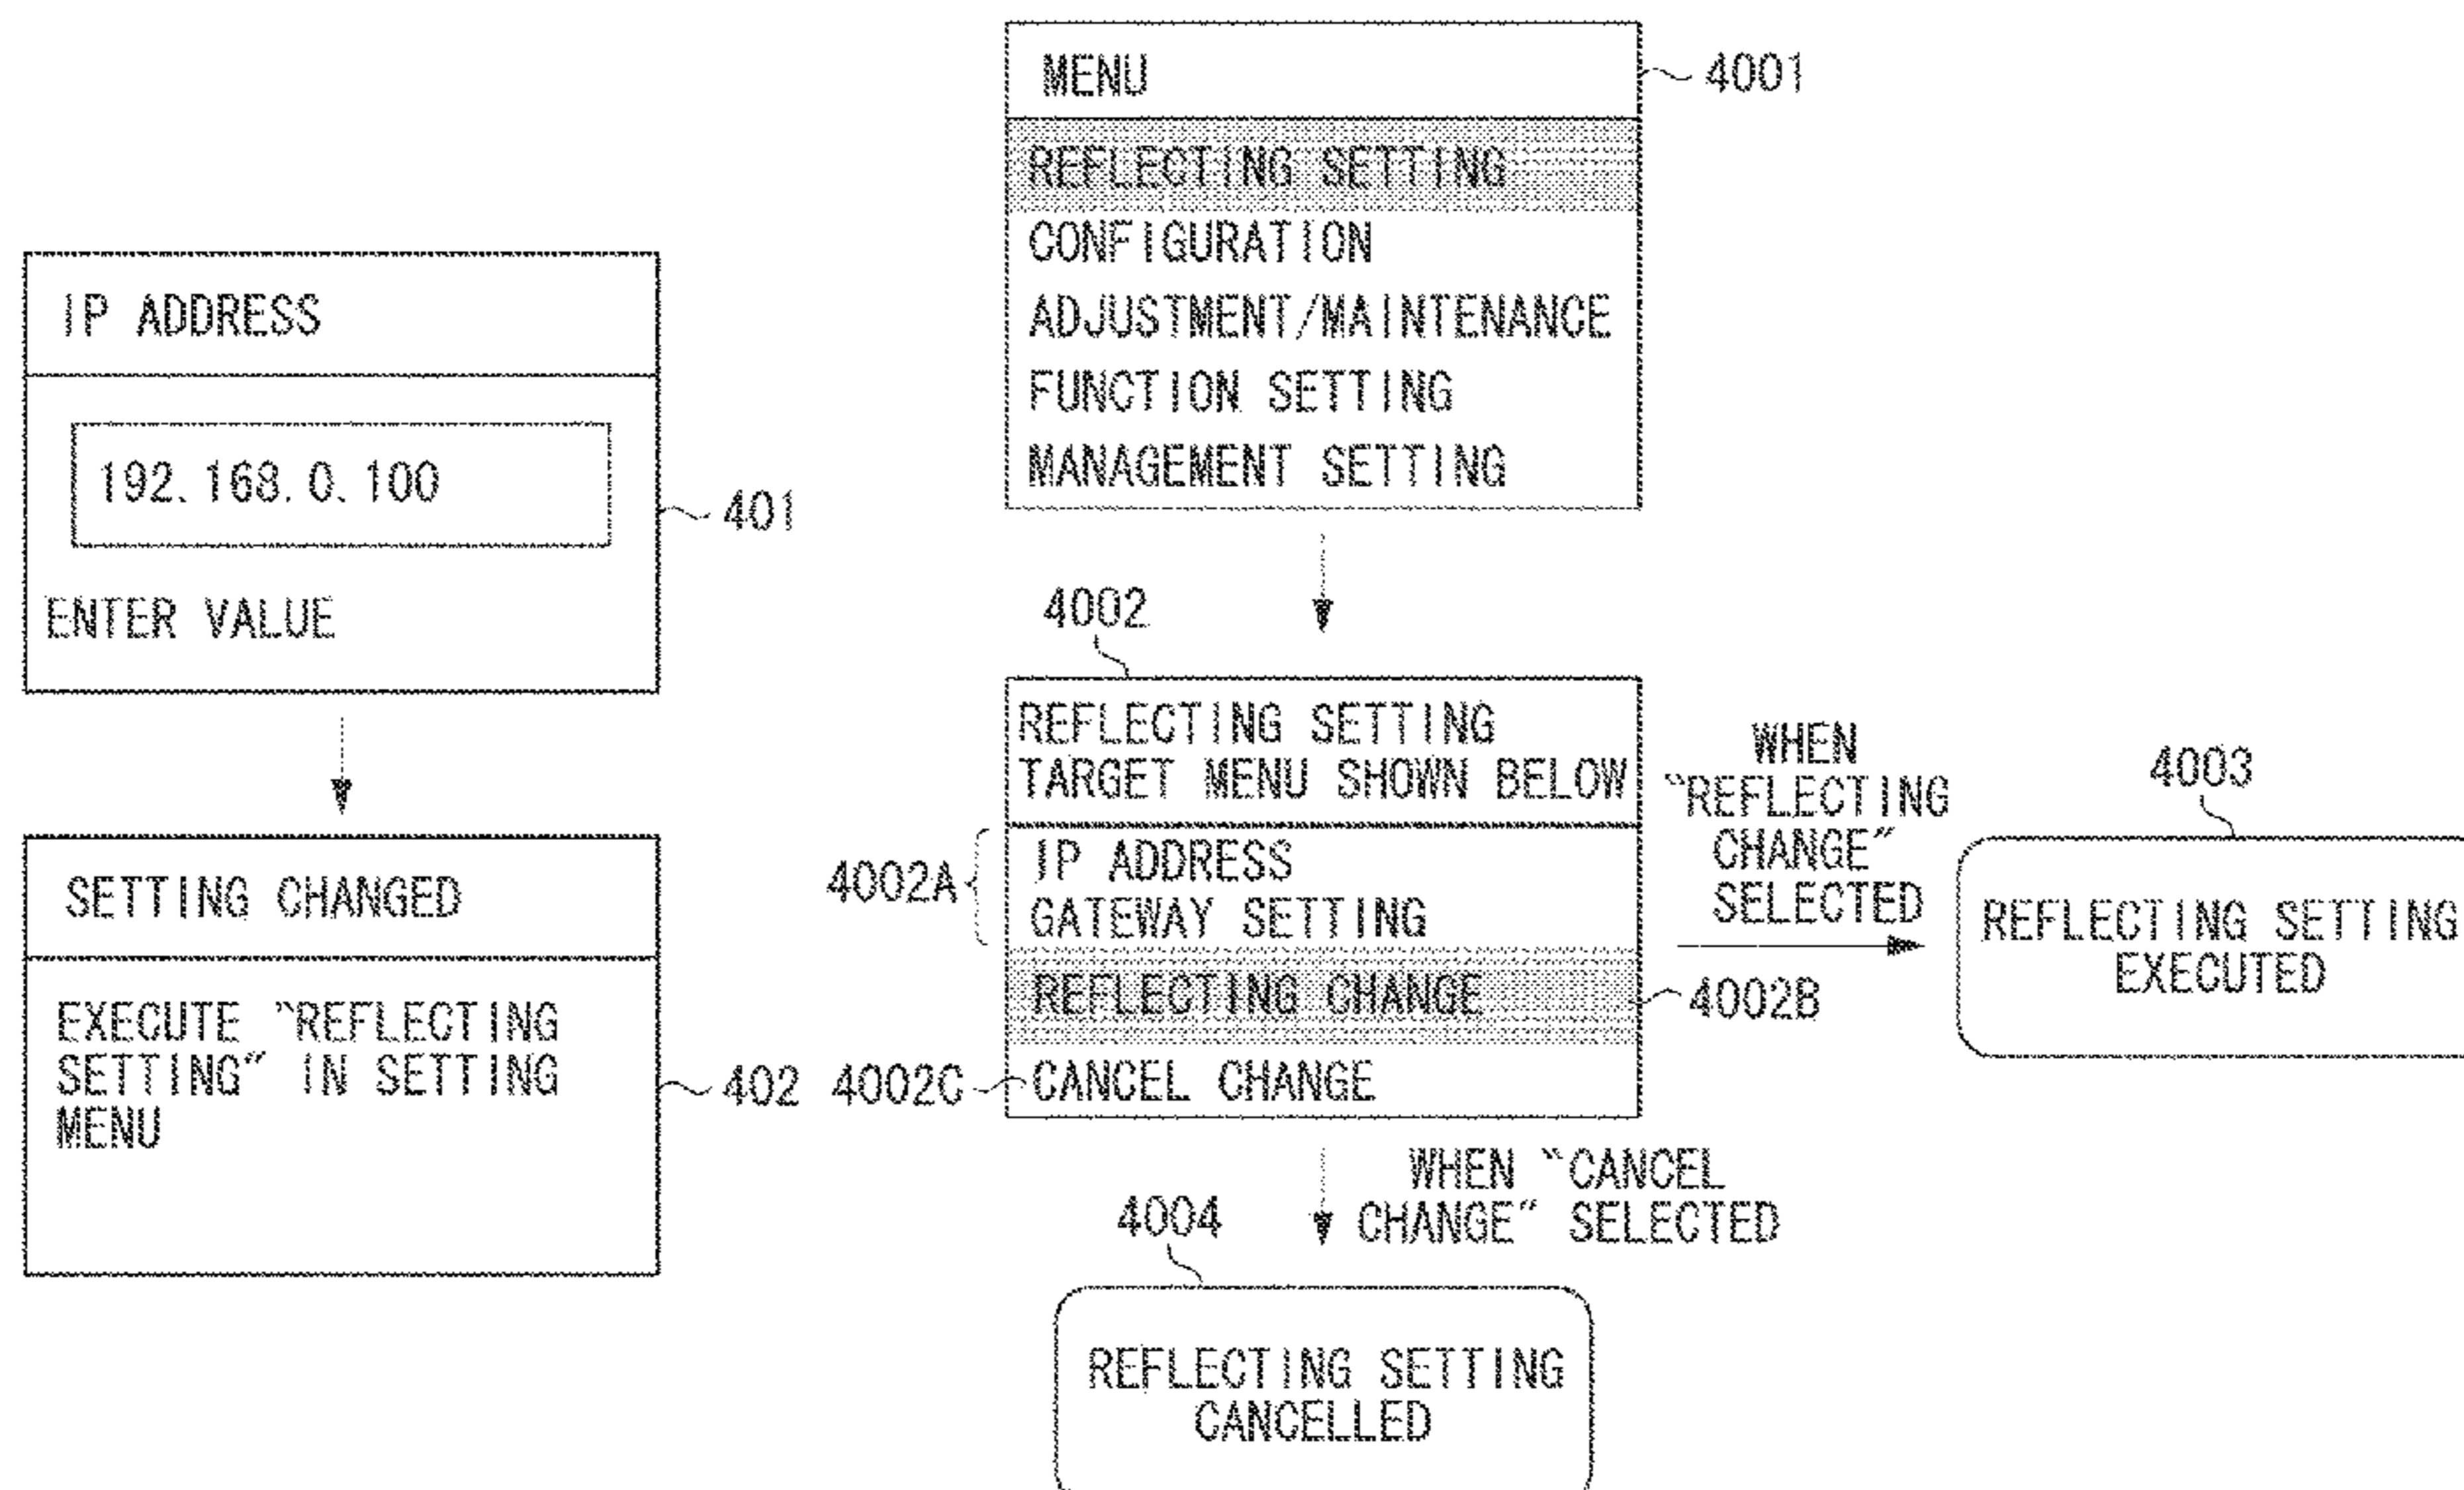 IP ADDRESS
192.168.0.100
ENTER VALUE
401
SETTING CHANGED
EXECUTE "REFLECTING
SETTING" IN SETTING
MENU
402
MENU
4001
REFLECTING SETTING
CONFIGURATION
ADJUSTMENT/MAINTENANCE
FUNCTION SETTING
MANAGEMENT SETTING
4002
REFLECTING SETTING
TARGET MENU SHOWN BELOW
4002A
IP ADDRESS
GATEWAY SETTING
REFLECTING CHANGE
4002B
4002C
CANCEL CHANGE
WHEN
"REFLECTING
CHANGE"
SELECTED
4003
REFLECTING SETTING
EXECUTED
WHEN "CANCEL
CHANGE" SELECTED
4004
REFLECTING SETTING
CANCELLED